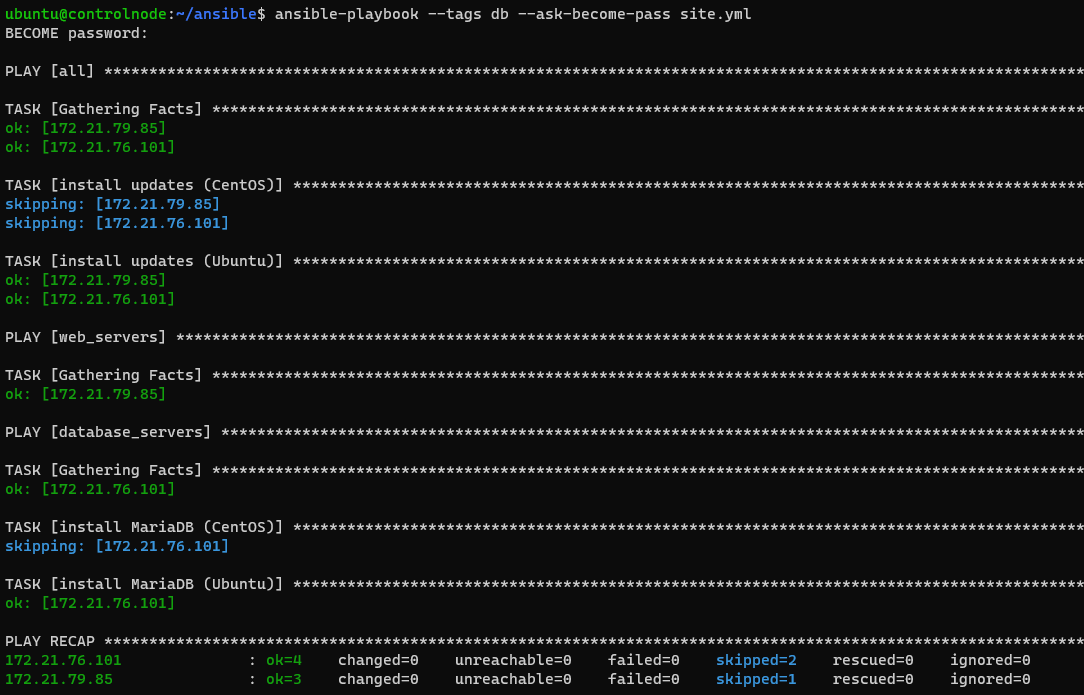 ubuntu@controlnode:~/ansible$ ansible-playbook --tags db --ask-become-pass site.yml
BECOME password:
PLAY [all] *************************************************************************************************************
TASK [Gathering Facts] *************************************************************************************************
ok: [172.21.79.85]
ok: [172.21.76.101]
TASK [install updates (CentOS)] ****************************************************************************************
skipping: [172.21.79.85]
skipping: [172.21.76.101]
TASK [install updates (Ubuntu)] ****************************************************************************************
ok: [172.21.79.85]
ok: [172.21.76.101]
PLAY [web_servers] *****************************************************************************************************
TASK [Gathering Facts] *************************************************************************************************
ok: [172.21.79.85]
PLAY [database_servers] ************************************************************************************************
TASK [Gathering Facts] *************************************************************************************************
ok: [172.21.76.101]
TASK [install MariaDB (CentOS)] ****************************************************************************************
skipping: [172.21.76.101]
TASK [install MariaDB (Ubuntu)] ****************************************************************************************
ok: [172.21.76.101]
PLAY RECAP *************************************************************************************************************
172.21.76.101              : ok=4    changed=0    unreachable=0    failed=0    skipped=2    rescued=0    ignored=0
172.21.79.85               : ok=3    changed=0    unreachable=0    failed=0    skipped=1    rescued=0    ignored=0